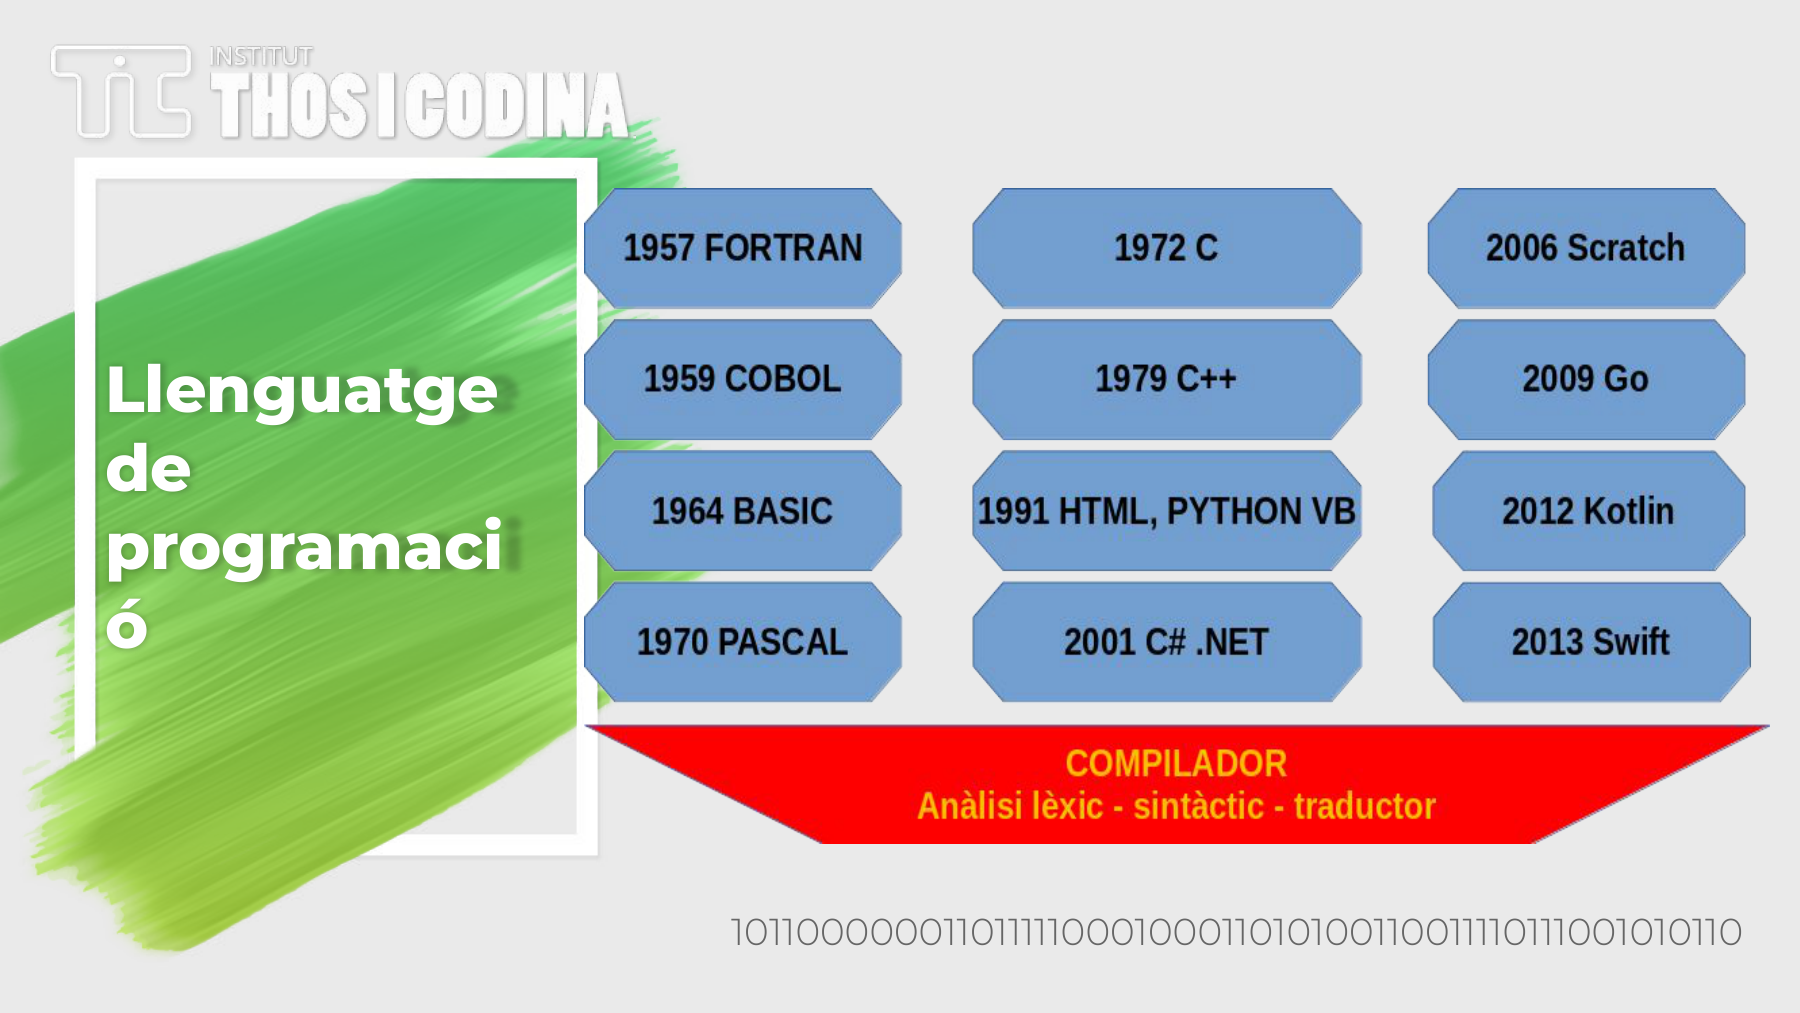 INSTITUT
THOS I CODINA
Llenguatge
de
programaci
ó
1957 FORTRAN
1972 C
2006 Scratch
1959 COBOL
1979 C++
2009 Go
1964 BASIC
1991 HTML, PYTHON VB
2012 Kotlin
1970 PASCAL
2001 C# .NET
2013 Swift
COMPILADOR
Anàlisi lèxic - sintàctic - traductor
10110000000110111111000100011010100110011110111001010110